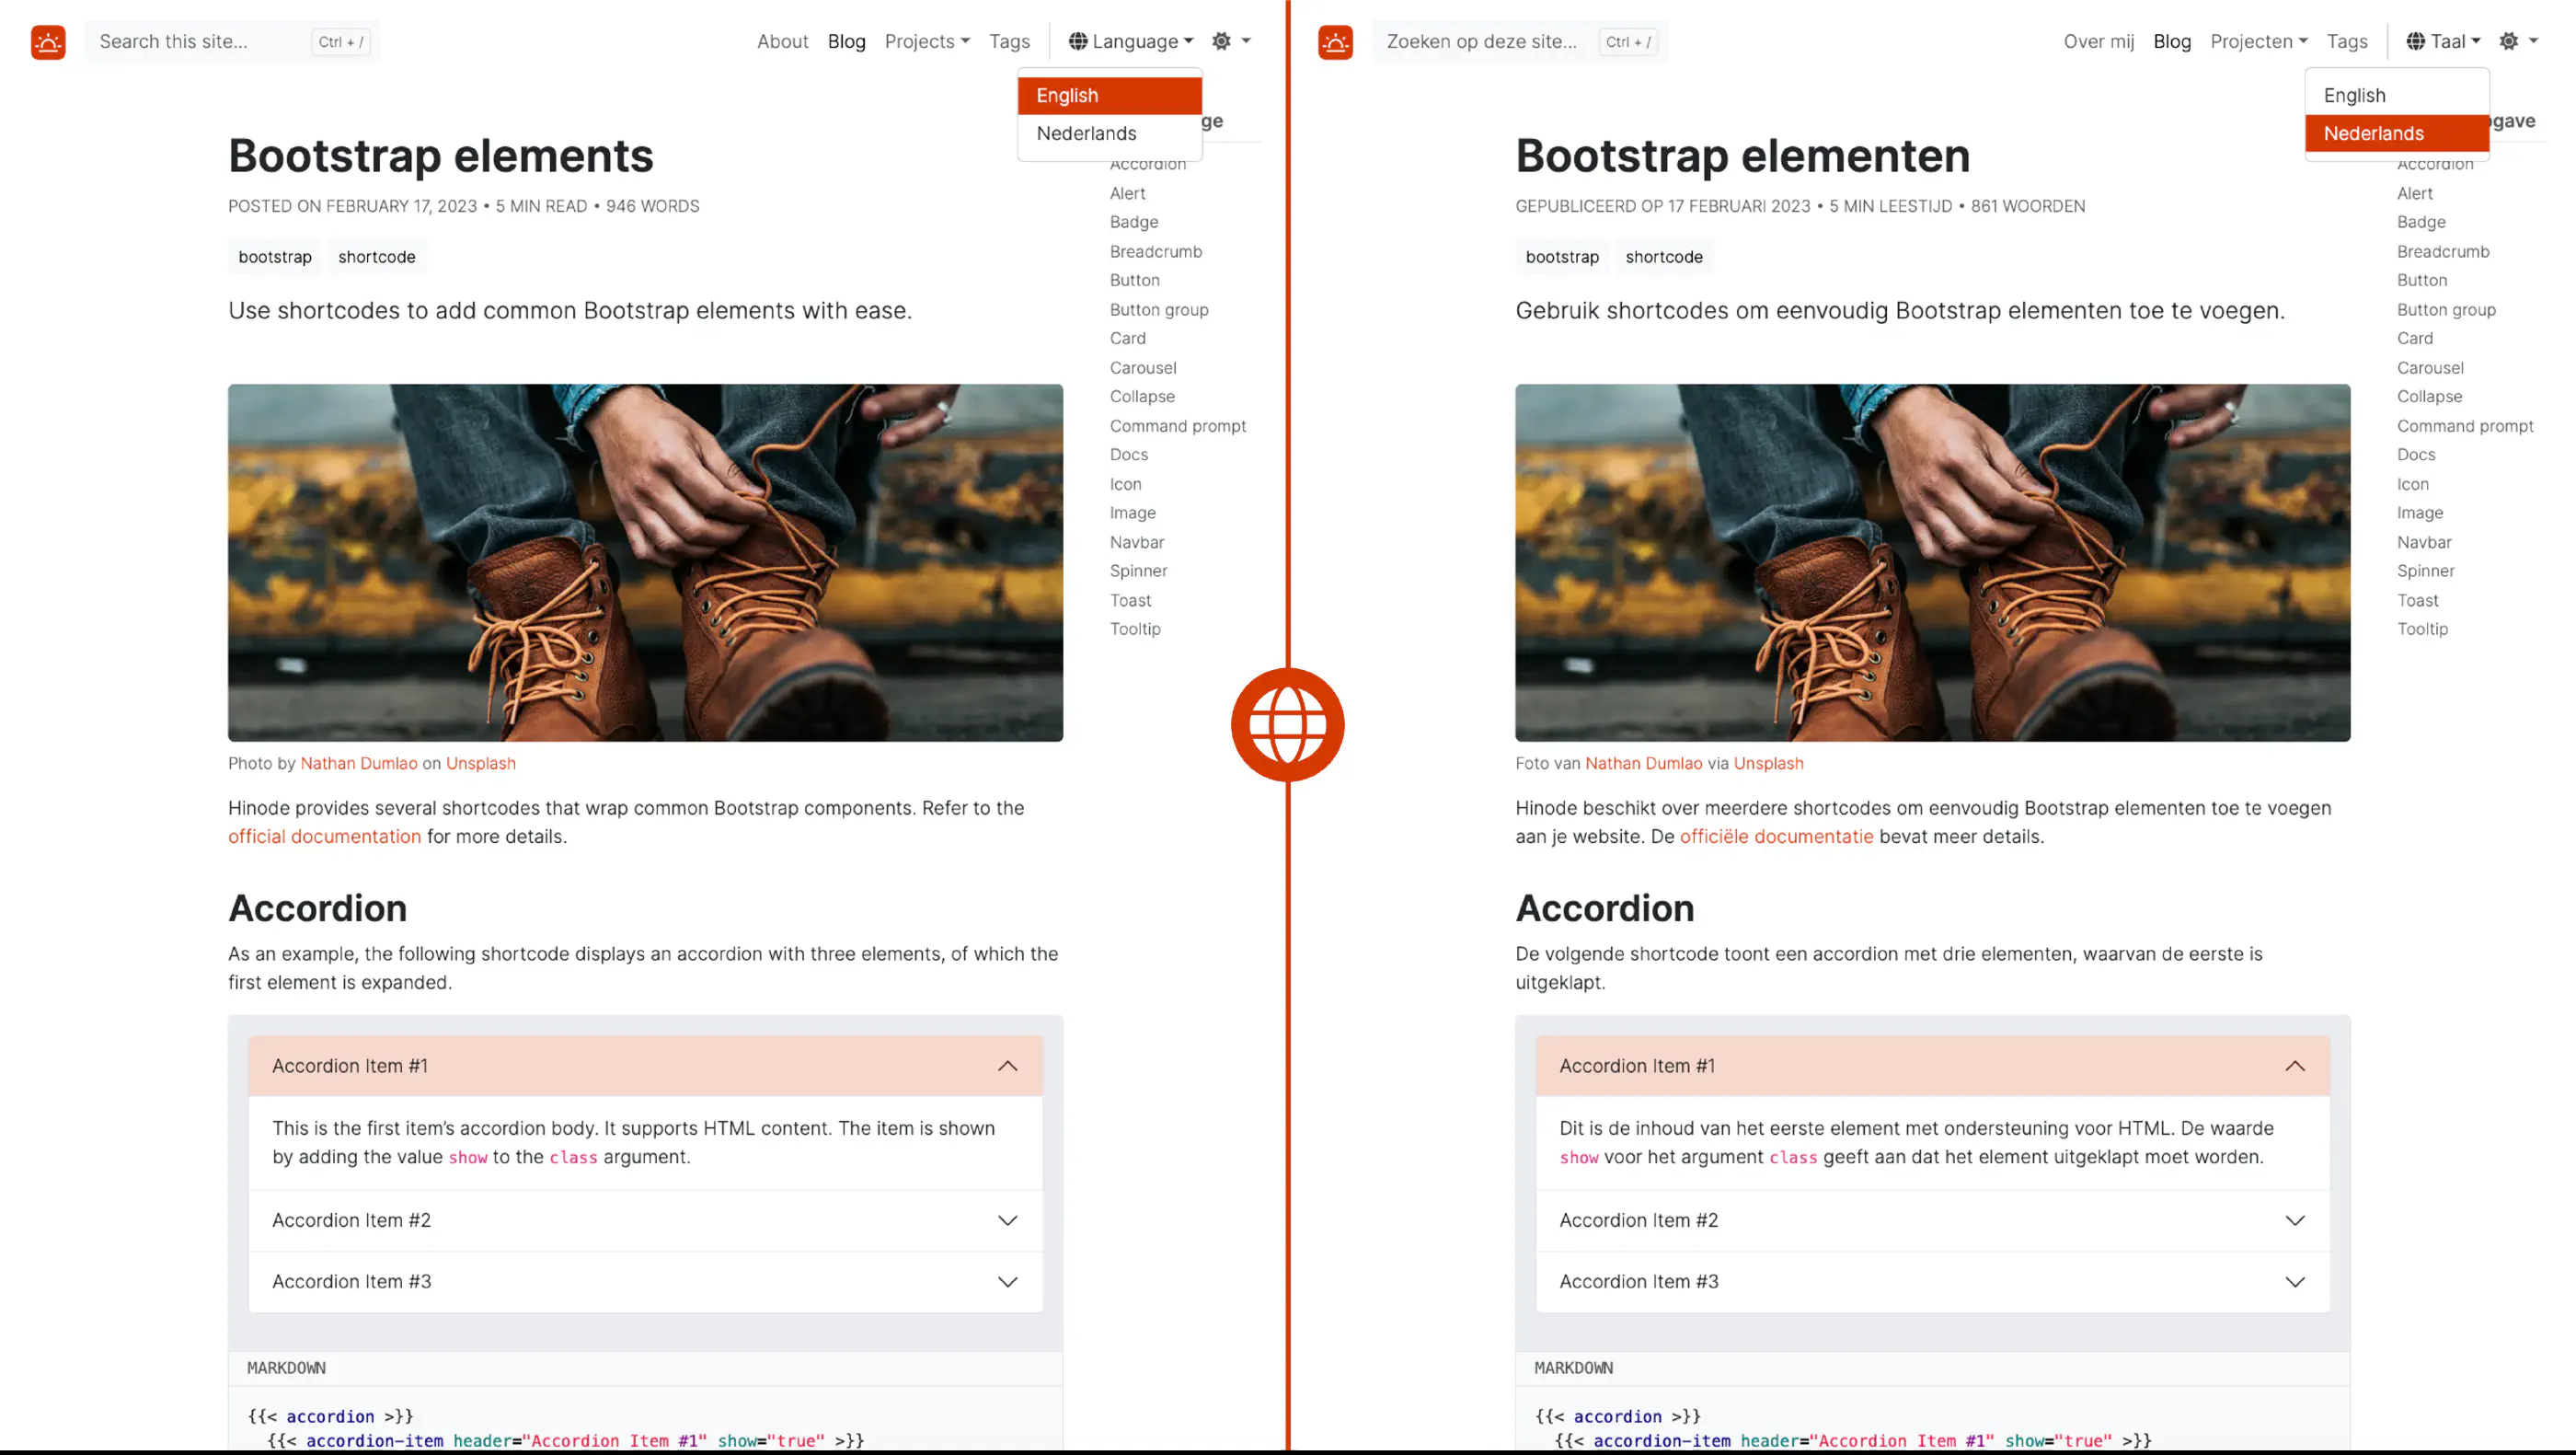 Search this site... Ctrl + /
About Blog Projects Tags Language
English
Nederlands
ge
Bootstrap elements
POSTED ON FEBRUARY 17, 2023 • 5 MIN READ • 946 WORDS
bootstrap shortcode
Use shortcodes to add common Bootstrap elements with ease.
Photo by Nathan Dumlao on Unsplash
Hinode provides several shortcodes that wrap common Bootstrap components. Refer to the
official documentation for more details.
Accordion
As an example, the following shortcode displays an accordion with three elements, of which the
first element is expanded.
Accordion Item #1
This is the first item’s accordion body. It supports HTML content. The item is shown
by adding the value show to the class argument.
Accordion Item #2
Accordion Item #3
MARKDOWN
{{< accordion >}}
{{< accordion-item header="Accordion Item #1" show="true" >}}
Accordion
Alert
Badge
Breadcrumb
Button
Button group
Card
Carousel
Collapse
Command prompt
Docs
Icon
Image
Navbar
Spinner
Toast
Tooltip
Zoeken op deze site... Ctrl + /
Over mij Blog Projecten Tags Taal
English
Nederlands
gave
Bootstrap elementen
GEPUBLICEERD OP 17 FEBRUARI 2023 • 5 MIN LEESTIJD • 861 WOORDEN
bootstrap shortcode
Gebruik shortcodes om eenvoudig Bootstrap elementen toe te voegen.
Foto van Nathan Dumlao via Unsplash
Hinode beschikt over meerdere shortcodes om eenvoudig Bootstrap elementen toe te voegen
aan je website. De officiële documentatie bevat meer details.
Accordion
De volgende shortcode toont een accordion met drie elementen, waarvan de eerste is
uitgeklapt.
Accordion Item #1
Dit is de inhoud van het eerste element met ondersteuning voor HTML. De waarde
show voor het argument class geeft aan dat het element uitgeklapt moet worden.
Accordion Item #2
Accordion Item #3
MARKDOWN
{{< accordion >}}
{{< accordion-item header="Accordion Item #1" show="true" >}}
Accordion
Alert
Badge
Breadcrumb
Button
Button group
Card
Carousel
Collapse
Command prompt
Docs
Icon
Image
Navbar
Spinner
Toast
Tooltip